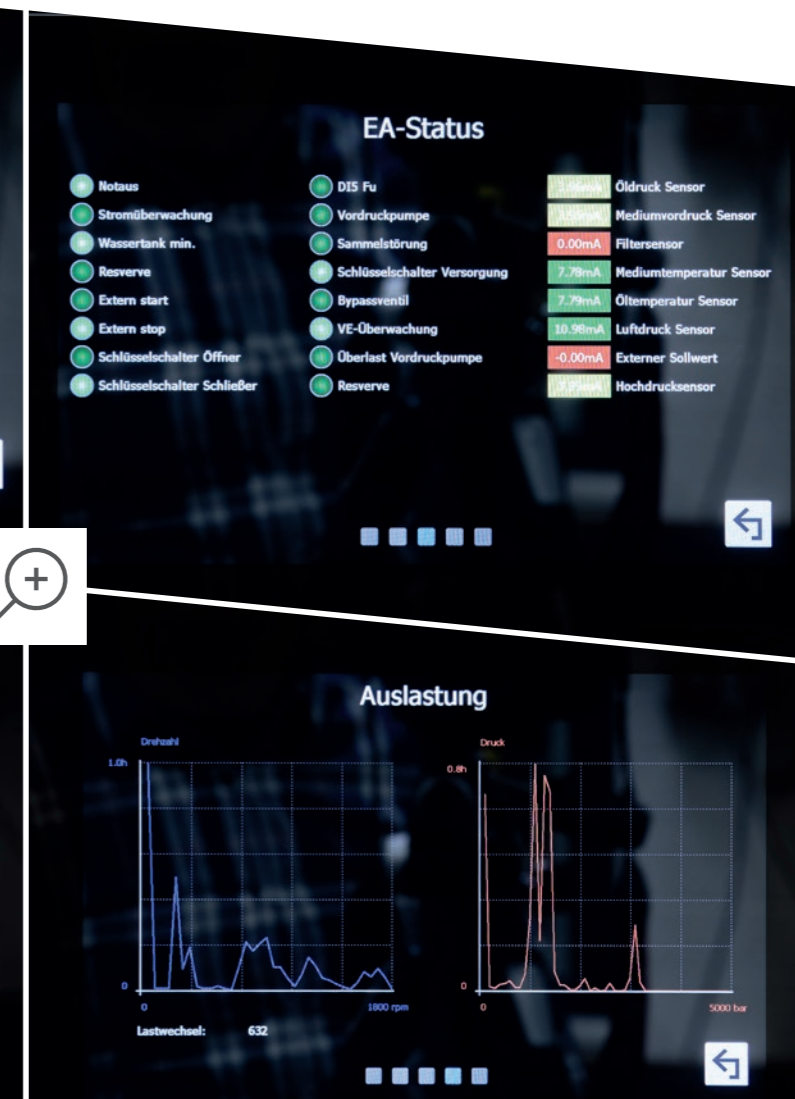 EA-Status
Notaus
Stromüberwachung
Wassertank min.
Resverve
Extern start
Extern stop
Schlüsselschalter Öffner
Schlüsselschalter Schließer
DI5 Fu
Vordruckpumpe
Sammelstörung
Schlüsselschalter Versorgung
Bypassventil
VE-Überwachung
Überlast Vordruckpumpe
Resverve
Öldruck Sensor
Mediumvordruck Sensor
0.00mA Filtersensor
7.78mA Mediumtemperatur Sensor
7.79mA Öltemperatur Sensor
10.98mA Luftdruck Sensor
-0.00mA Externer Sollwert
Hochdrucksensor
Auslastung
Drehzahl
1.0h
0
0
1800 rpm
Lastwechsel: 632
Druck
0.8h
0
0
5000 bar